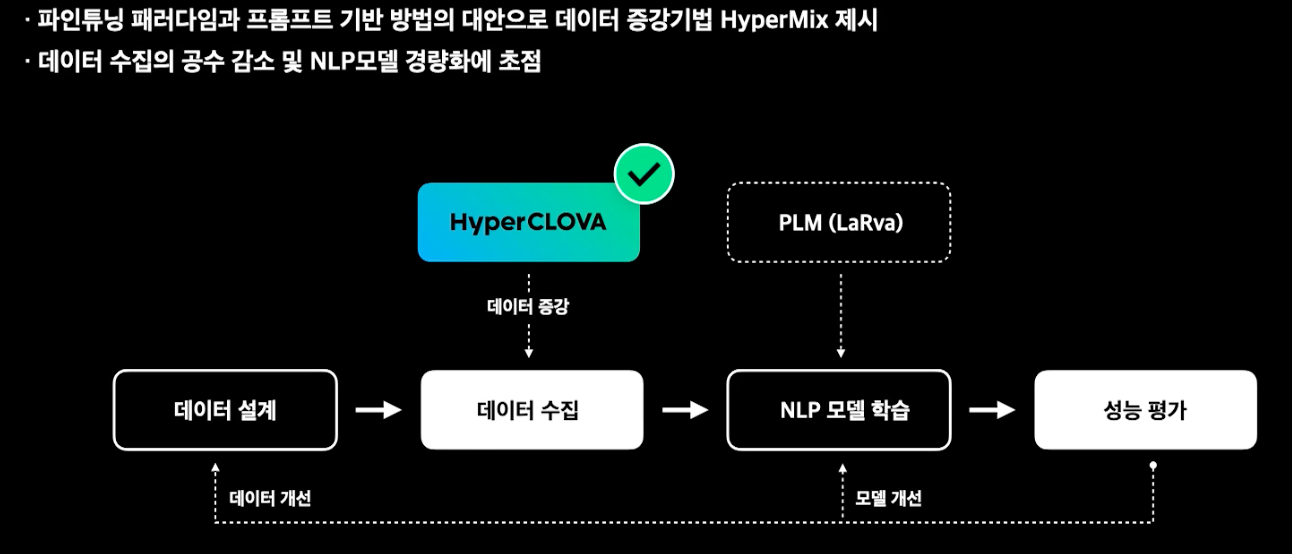 · 파인튜닝 패러다임과 프롬프트 기반 방법의 대안으로 데이터 증강기법 HyperMix 제시
· 데이터 수집의 공수 감소 및 NLP모델 경량화에 초점
HyperCLOVA
PLM (LaRva)
데이터 증강
데이터 설계
데이터 수집
NLP 모델 학습
성능 평가
데이터 개선
모델 개선